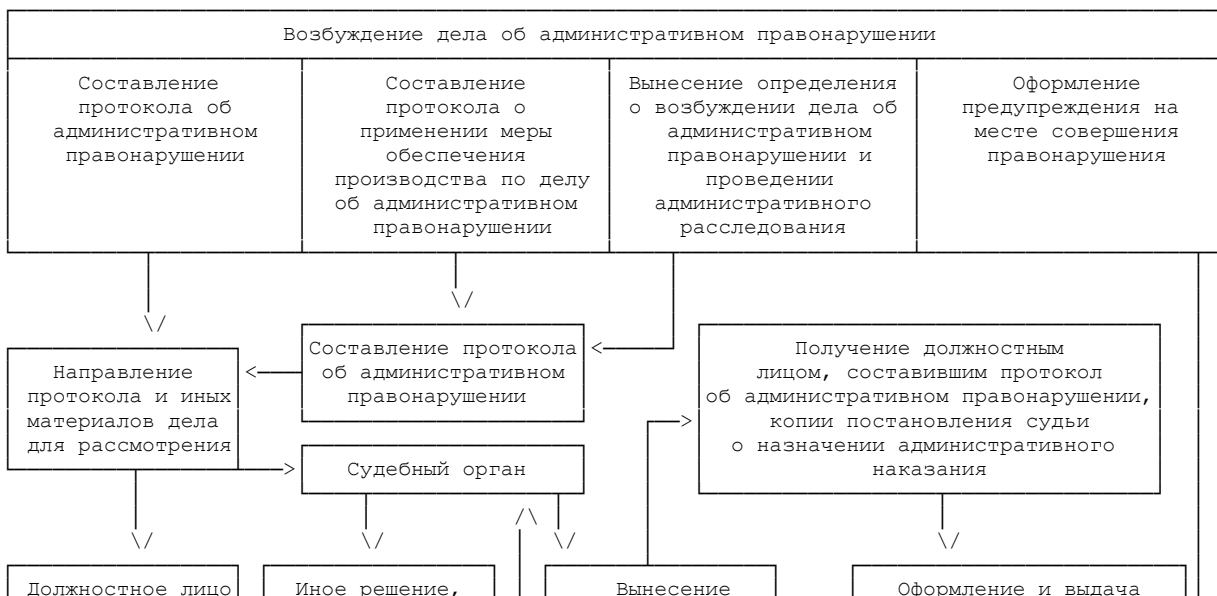 Возбуждение дела об административном правонарушении
Составление
протокола об
административном
правонарушении
Составление
протокола о
применении меры
обеспечения
производства по делу
об административном
правонарушении
Вынесение определения
о возбуждении дела об
административном
правонарушении и
проведении
административного
расследования
Оформление
предупреждения на
месте совершения
правонарушения
Составление протокола
об административном
правонарушении
Получение должностным
лицом, составившим протокол
об административном правонарушении,
копии постановления судьи
о назначении административного
наказания
Направление
протокола и иных
материалов дела
для рассмотрения
Судебный орган
Должностное лицо
Иное решение,
Вынесение
Оформление и выдача